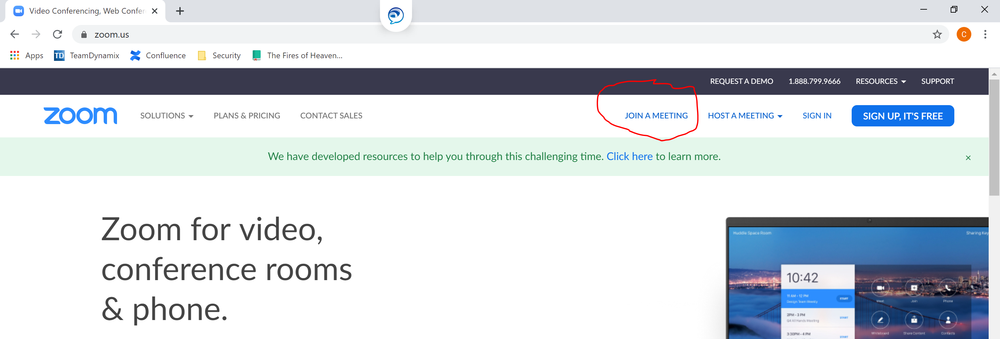 Video Conferencing, Web Confer
zoom.us
C
Apps TD TeamDynamix Confluence Security The Fires of Heaven...
REQUEST A DEMO 1.888.799.9666 RESOURCES SUPPORT
zoom SOLUTIONS PLANS & PRICING CONTACT SALES JOIN A MEETING HOST A MEETING SIGN IN SIGN UP, IT'S FREE
We have developed resources to help you through this challenging time. Click here to learn more.
Zoom for video,
conference rooms
& phone.
Huddle Space Room Sharing Key
10:42
11 AM - 12 PM
Design Team Weekly
START
Meet Join Phone
2PM - 3 PM
Q4 All Hands Meeting
START
Whiteboard Share Content Contacts
3:30PM - 4 PM
START